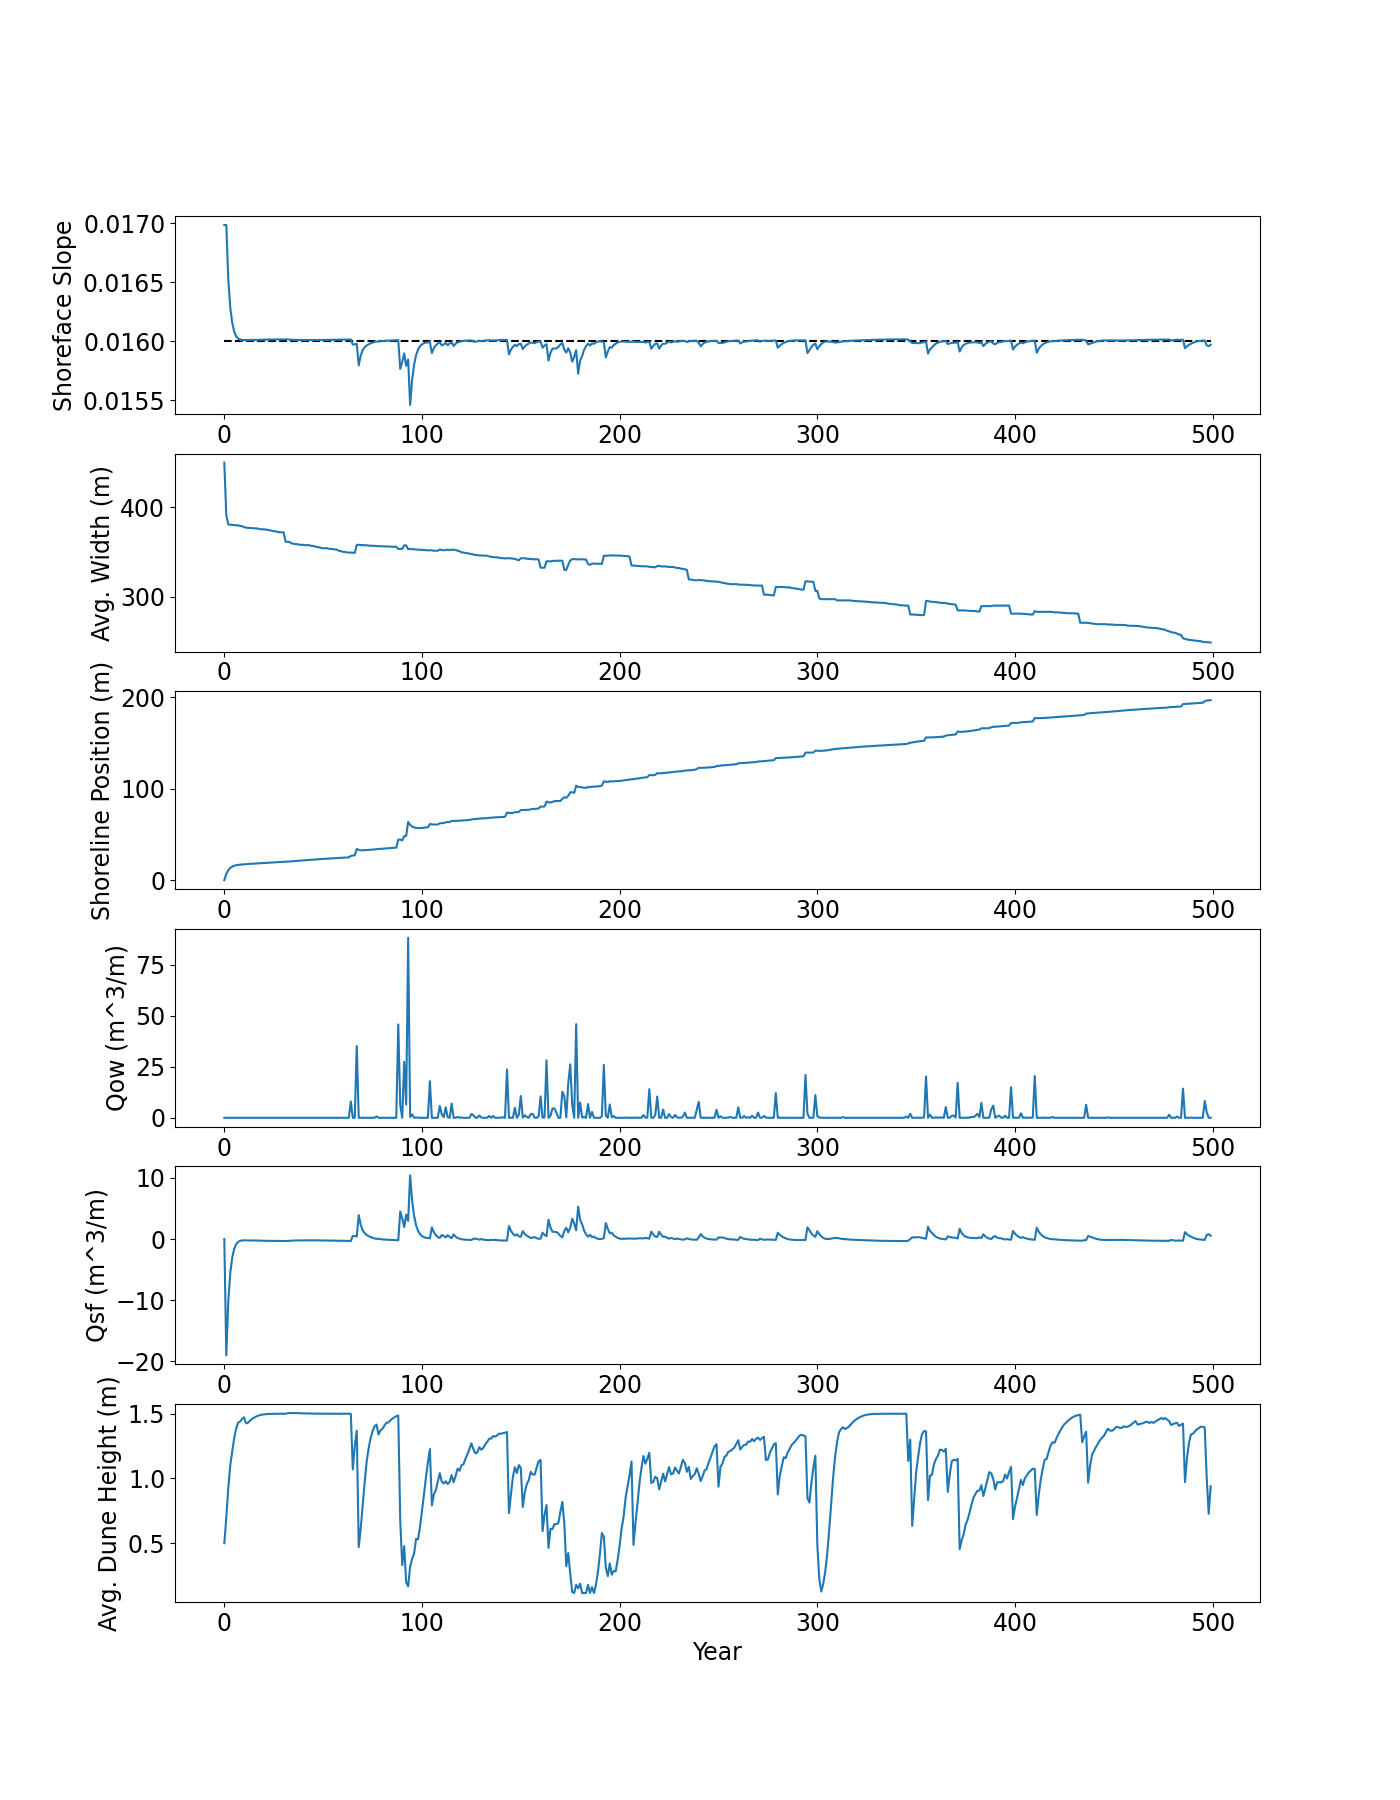 Shoreface Slope
0.0170
0.0165
0.0160
0.0155
0 100 200 300 400 500
Avg. Width (m)
400
300
0 100 200 300 400 500
Shoreline Position (m)
200
100
0
0 100 200 300 400 500
Qow (m^3/m)
75
50
25
0
0 100 200 300 400 500
Qsf (m^3/m)
10
0
−10
−20
0 100 200 300 400 500
Avg. Dune Height (m)
1.5
1.0
0.5
0 100 200 300 400 500
Year